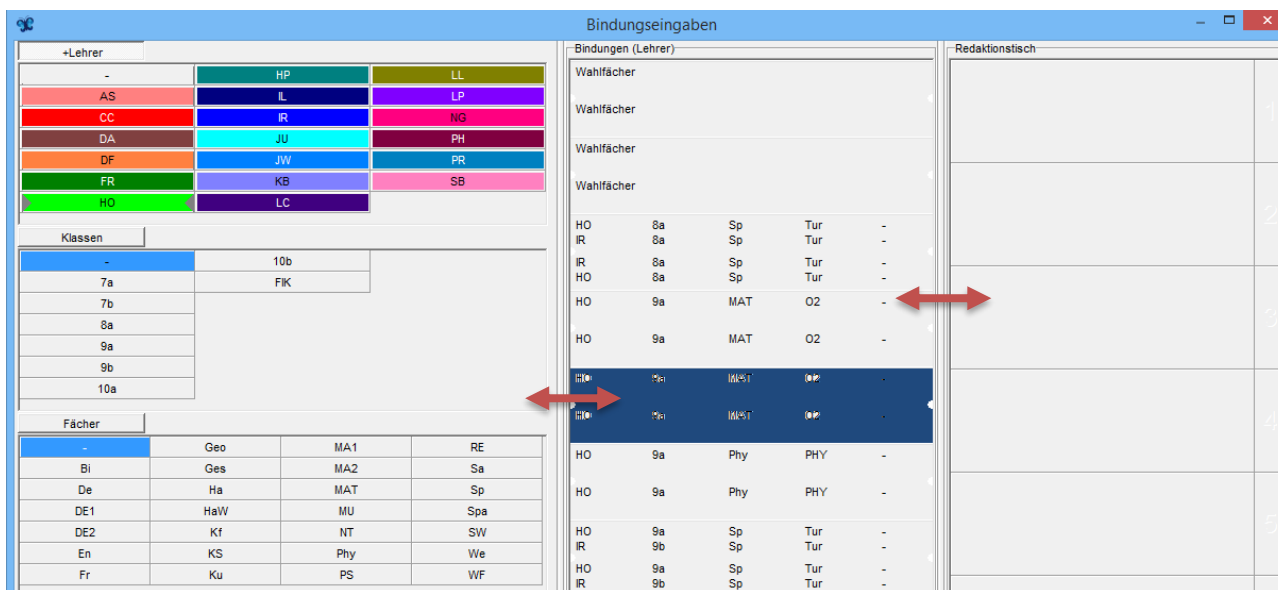 Bindungseingaben
+Lehrer
- HP LL
AS IL LP
CC IR NG
DA JU PH
DF JW PR
FR KB SB
HO LC
Klassen
- 10b
7a FIK
7b
8a
9a
9b
10a
Fächer
- Geo MA1 RE
Bi Ges MA2 Sa
De Ha MAT Sp
DE1 HaW MU Spa
DE2 Kf NT SW
En KS Phy We
Fr Ku PS WF
Bindungen (Lehrer)
Wahlfächer
Wahlfächer
Wahlfächer
Wahlfächer
HO 8a Sp Tur -
IR 8a Sp Tur -
IR 8a Sp Tur -
HO 8a Sp Tur -
HO 9a MAT O2 -
HO 9a MAT O2 -
HO 9a MAT O2 -
HO 9a MAT O2 -
HO 9a Phy PHY -
HO 9a Phy PHY -
HO 9a Sp Tur -
IR 9b Sp Tur -
HO 9a Sp Tur -
IR 9b Sp Tur -
Redaktionstisch
1
2
3
4
5